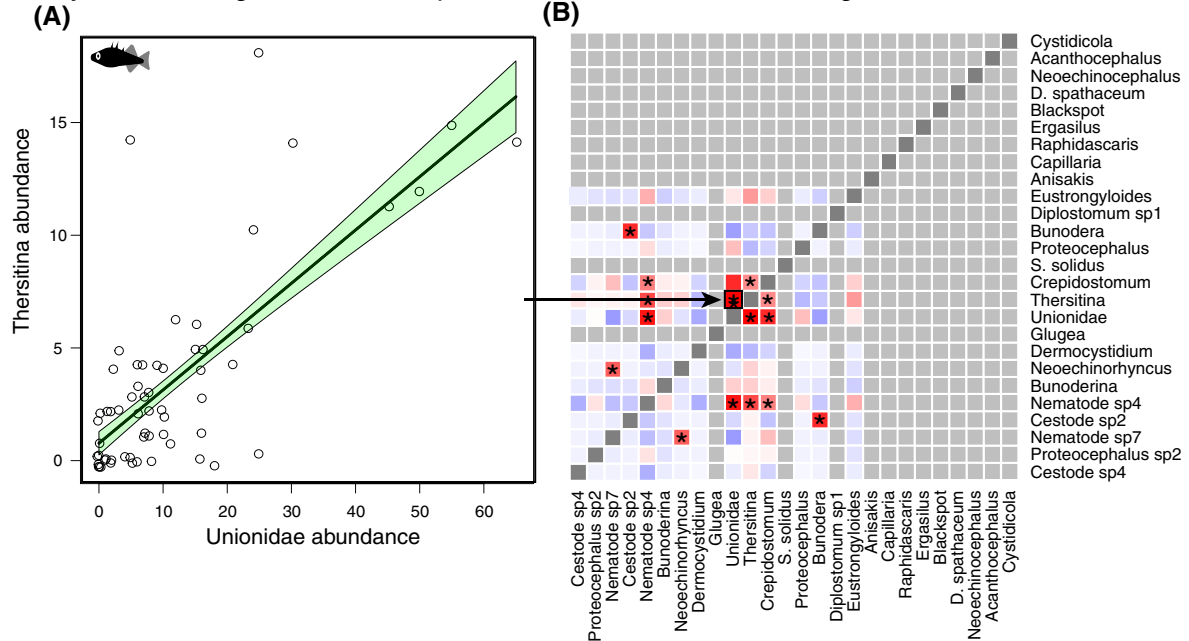 (A)
(B)
Thersitina abundance
15
10
5
0
0
10
20
30
40
50
60
Unionidae abundance
Cystidicola
Acanthocephalus
Neoechinocephalus
D. spathaceum
Blackspot
Ergasilus
Raphidascaris
Capillaria
Anisakis
Eustrongyloides
Diplostomum sp1
Bunodera
Proteocephalus
S. solidus
Crepidostomum
Thersitina
Unionidae
Glugea
Dermocystidium
Neoechinorhyncus
Bunoderina
Nematode sp4
Cestode sp2
Nematode sp7
Proteocephalus sp2
Cestode sp4
Cestode sp4
Proteocephalus sp2
Nematode sp7
Cestode sp2
Nematode sp4
Bunoderina
Neoechinorhyncus
Dermocystidium
Glugea
Unionidae
Thersitina
Crepidostomum
S. solidus
Proteocephalus
Bunodera
Diplostomum sp1
Eustrongyloides
Anisakis
Capillaria
Raphidascaris
Ergasilus
Blackspot
D. spathaceum
Neoechinocephalus
Acanthocephalus
Cystidicola